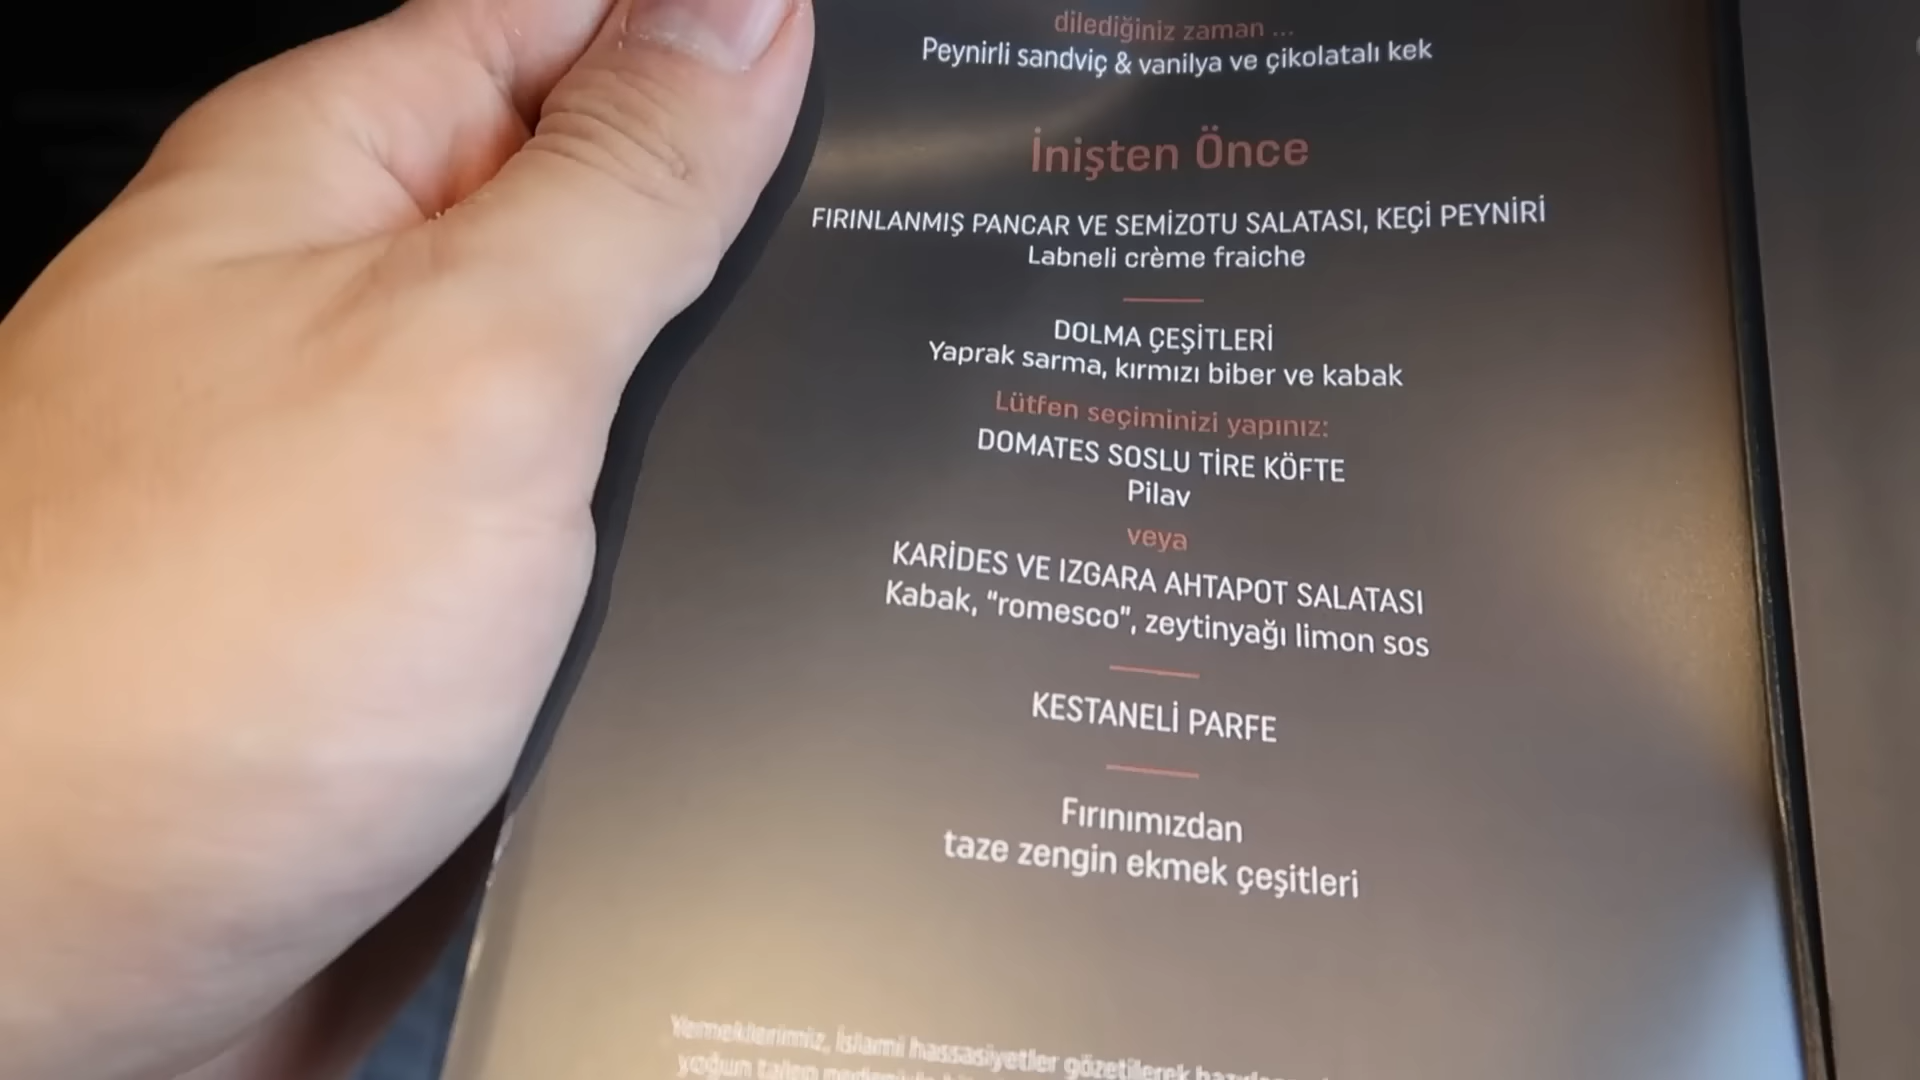 dilediğiniz zaman ...
Peynirli sandviç & vanilya ve çikolatalı kek
İnişten Önce
FIRINLANMIŞ PANCAR VE SEMİZOTU SALATASI, KEÇİ PEYNİRİ
Labneli crème fraiche
DOLMA ÇEŞİTLERİ
Yaprak sarma, kırmızı biber ve kabak
Lütfen seçiminizi yapınız:
DOMATES SOSLU TİRE KÖFTE
Pilav
veya
KARİDES VE IZGARA AHTAPOT SALATASI
Kabak, "romesco", zeytinyağı limon sos
KESTANELİ PARFE
Fırınımızdan
taze zengin ekmek çeşitleri
Yemeklerimiz, İslami hassasiyetler gözetilerek
yoğun talep